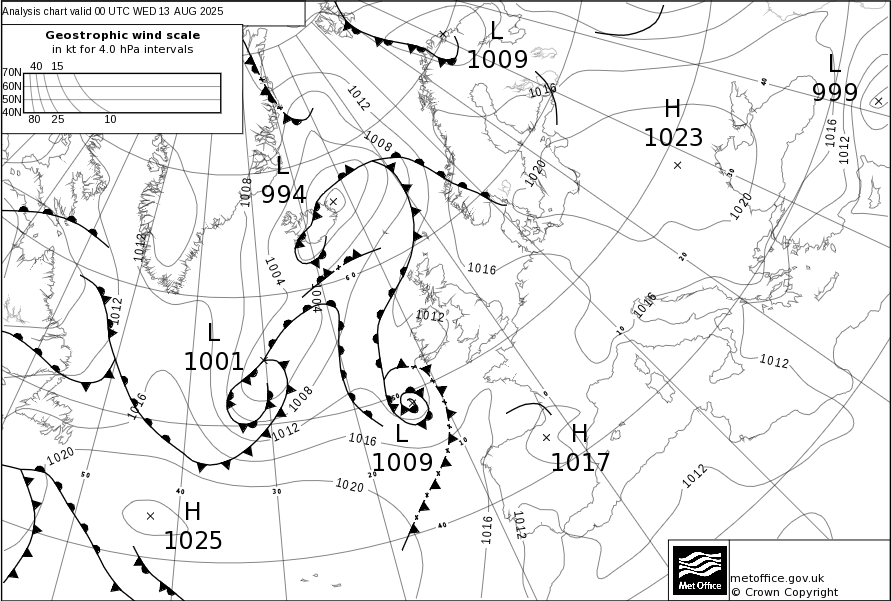 Analysis chart valid 00 UTC WED 13 AUG 2025
Geostrophic wind scale
in kt for 4.0 hPa intervals
40 15
70N
60N
50N
40N
80 25 10
L
1009
L
999
H
1023
L
994
L
1001
L
1009
H
1017
H
1025
1012
1008
1016
1020
1016
1012
1020
1008
1012
1004
1004
1016
1016
1012
1012
1012
1016
1008
1012
1016
1020
1020
1012
1016
1012
40
30
20
10
0
60
50
10
20
30
40
50
40
Met Office
metoffice.gov.uk
© Crown Copyright